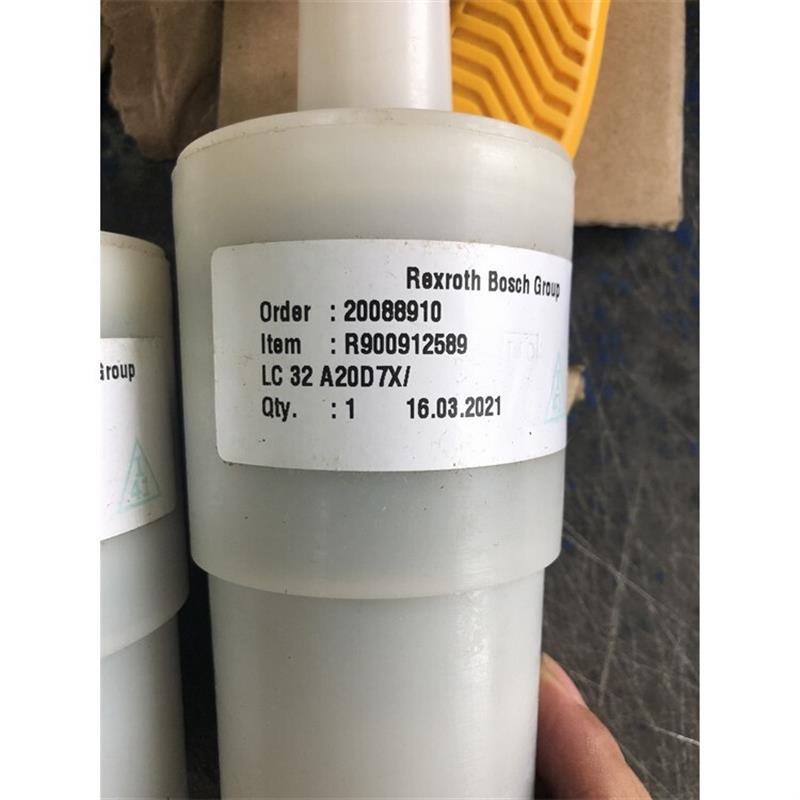 Rexroth Bosch Group
Order : 20088910
Item : R900912589
LC 32 A20D7X/
Qty. : 1 16.03.2021
Group